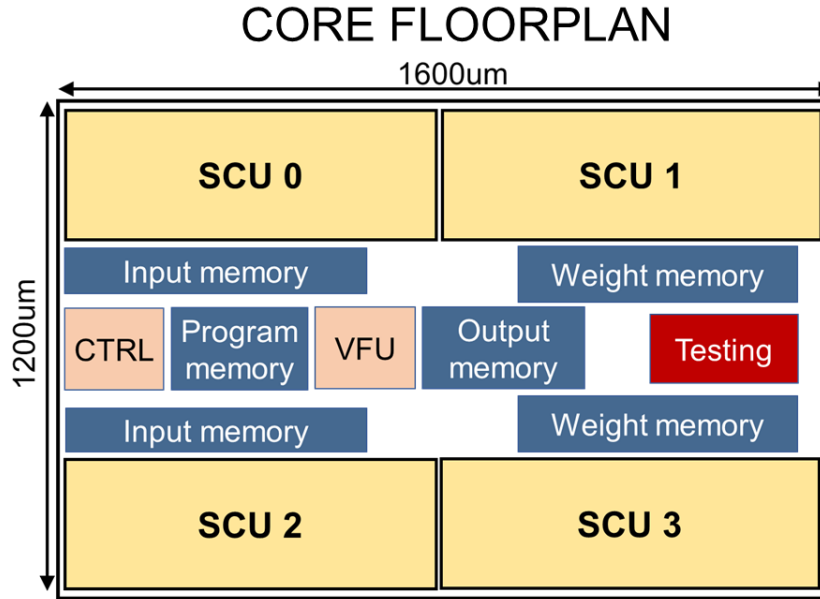 CORE FLOORPLAN
1600um
1200um
SCU 0
SCU 1
Input memory
Weight memory
CTRL
Program
memory
VFU
Output
memory
Testing
Input memory
Weight memory
SCU 2
SCU 3